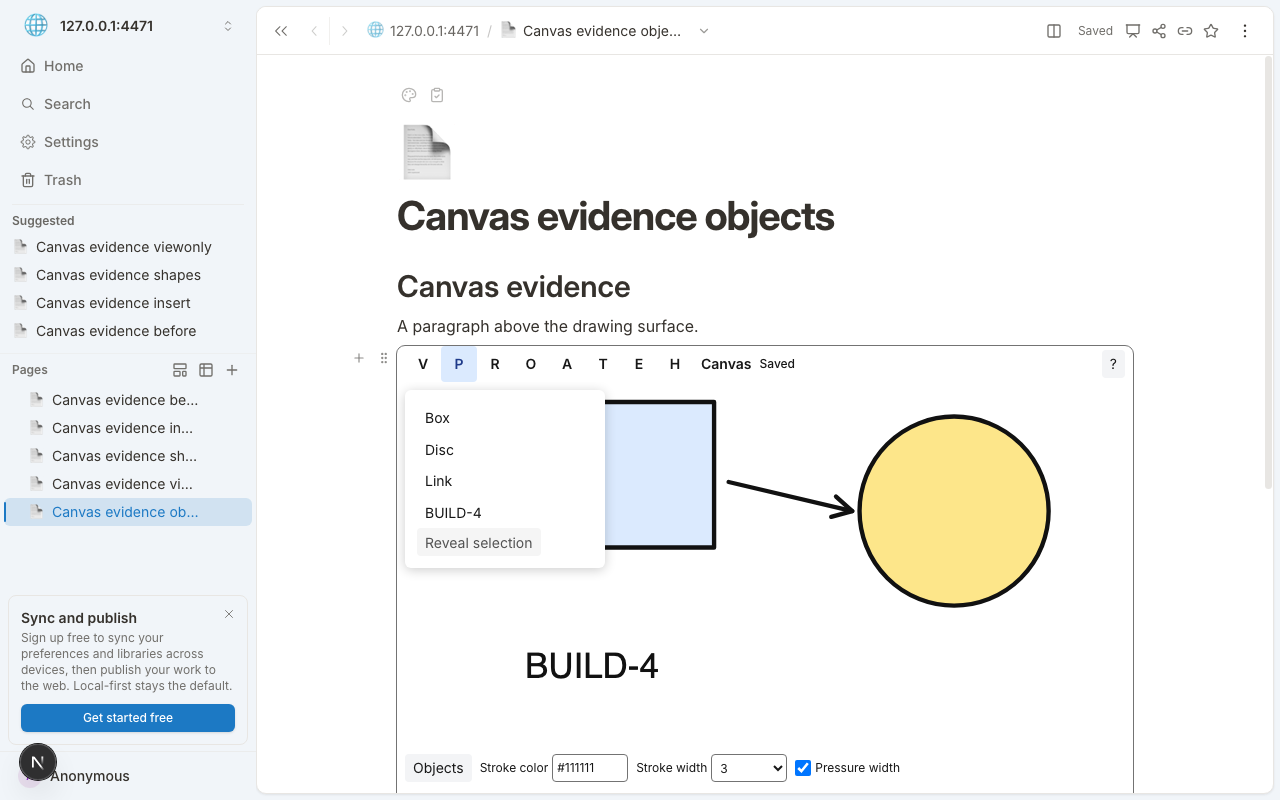 127.0.0.1:4471
Home
Search
Settings
Trash
Suggested
Canvas evidence viewonly
Canvas evidence shapes
Canvas evidence insert
Canvas evidence before
Pages
Canvas evidence be...
Canvas evidence in...
Canvas evidence sh...
Canvas evidence vi...
Canvas evidence ob...
Sync and publish
Sign up free to sync your
preferences and libraries across
devices, then publish your work to
the web. Local-first stays the default.
Get started free
N
Anonymous
127.0.0.1:4471 / Canvas evidence obje...
Saved
Canvas evidence objects
Canvas evidence
A paragraph above the drawing surface.
V P R O A T E H Canvas Saved ?
Box
Disc
Link
BUILD-4
Reveal selection
BUILD-4
Objects Stroke color #111111 Stroke width 3 Pressure width